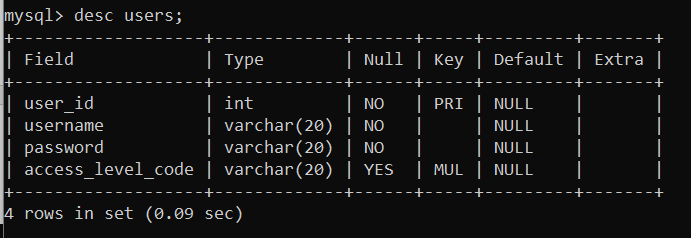 mysql> desc users;
+-------------------+-------------+------+-----+---------+-------+
| Field             | Type        | Null | Key | Default | Extra |
+-------------------+-------------+------+-----+---------+-------+
| user_id           | int         | NO   | PRI | NULL    |       |
| username          | varchar(20) | NO   |     | NULL    |       |
| password          | varchar(20) | NO   |     | NULL    |       |
| access_level_code | varchar(20) | YES  | MUL | NULL    |       |
+-------------------+-------------+------+-----+---------+-------+
4 rows in set (0.09 sec)